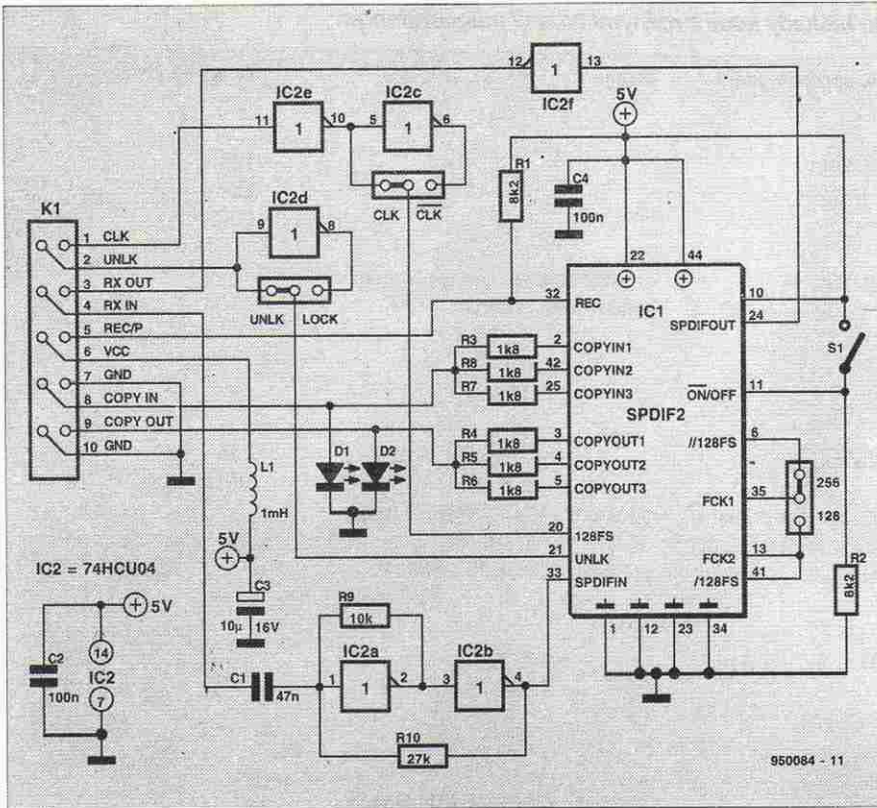 IC2f
12
1
13
IC2e
11
1
10
IC2c
5
1
6
5V
CLK
CLK
R1
8k2
C4
100n
K1
1 CLK
2 UNLK
3 RX OUT
4 RX IN
5 REC/P
6 VCC
7 GND
8 COPY IN
9 COPY OUT
10 GND
IC2d
9
1
8
UNLK
LOCK
22
44
IC1
SPDIF2
32
REC
R3
1k8
2
COPYIN1
R8
1k8
42
COPYIN2
R7
1k8
25
COPYIN3
R4
1k8
3
COPYOUT1
R5
1k8
4
COPYOUT2
R6
1k8
5
COPYOUT3
20
128FS
21
UNLK
33
SPDIFIN
10
24
SPDIFOUT
S1
11
ON/OFF
6
//128FS
35
FCK1
256
128
13
FCK2
41
/128FS
R2
8k2
1
12
23
34
D1
D2
L1
1mH
5V
C3
10µ
16V
IC2 = 74HCU04
5V
C2
100n
14
IC2
7
R9
10k
IC2a
1
1
2
IC2b
3
1
4
C1
47n
R10
27k
950084 - 11